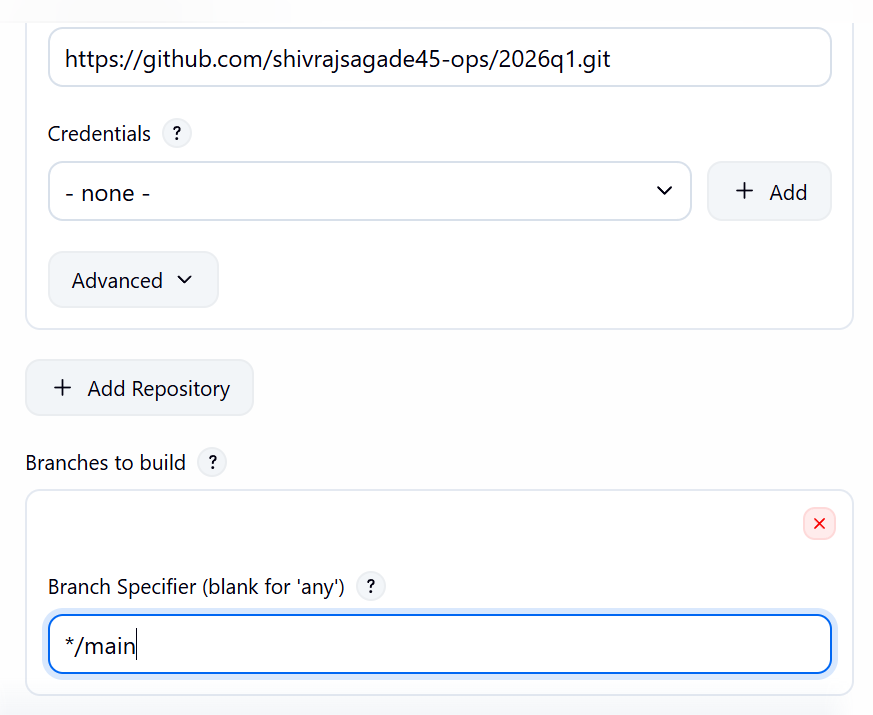 https://github.com/shivrajsagade45-ops/2026q1.git
Credentials ?
- none -
+ Add
Advanced
+ Add Repository
Branches to build ?
Branch Specifier (blank for 'any') ?
*/main